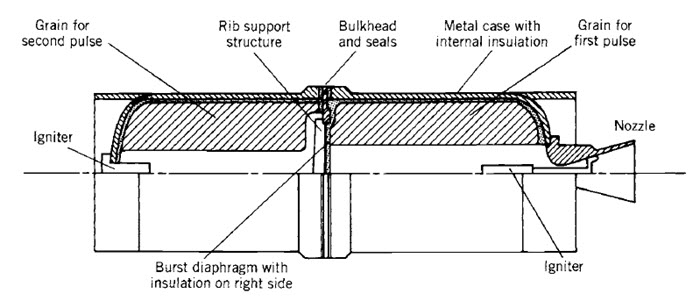 Grain for
second pulse
Rib support
structure
Bulkhead
and seals
Metal case with
internal insulation
Grain for
first pulse
Igniter
Nozzle
Burst diaphragm with
insulation on right side
Igniter